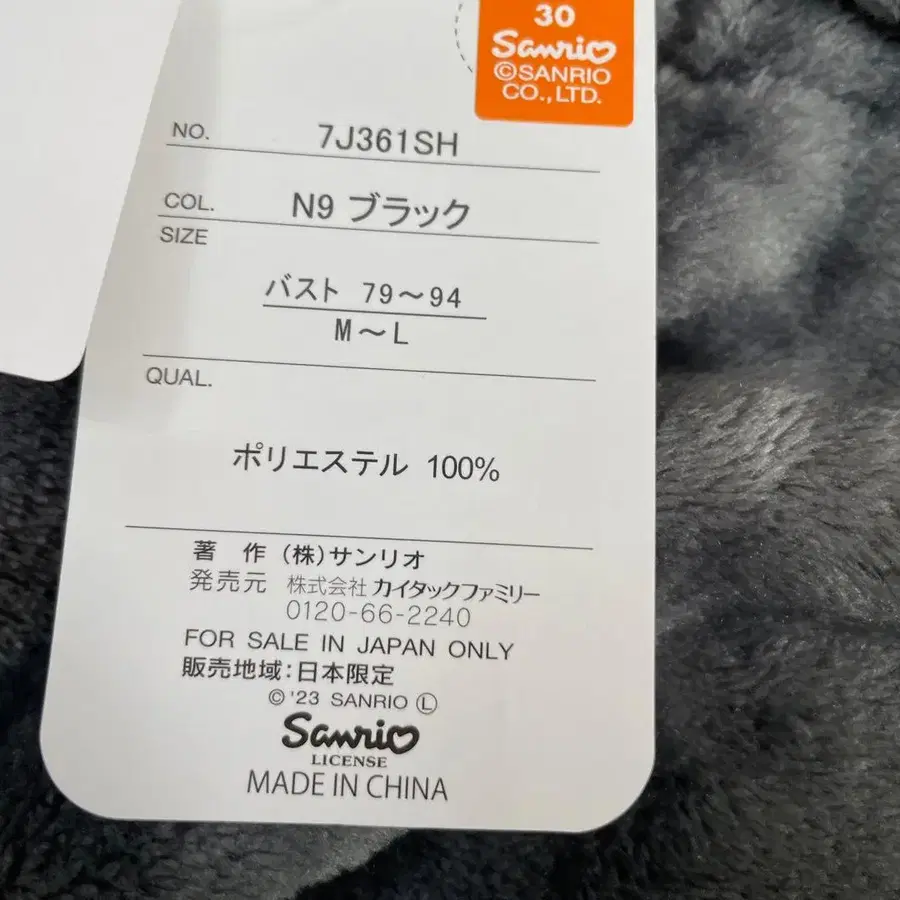 30
Sanrio
©SANRIO
CO.,LTD.
NO. 7J361SH
COL. N9 ブラック
SIZE
バスト 79～94
M～L
QUAL.
ポリエステル 100%
著 作 (株)サンリオ
発売元 株式会社 カイタックファミリー
0120-66-2240
FOR SALE IN JAPAN ONLY
販売地域:日本限定
©'23 SANRIO Ⓛ
Sanrio
LICENSE
MADE IN CHINA